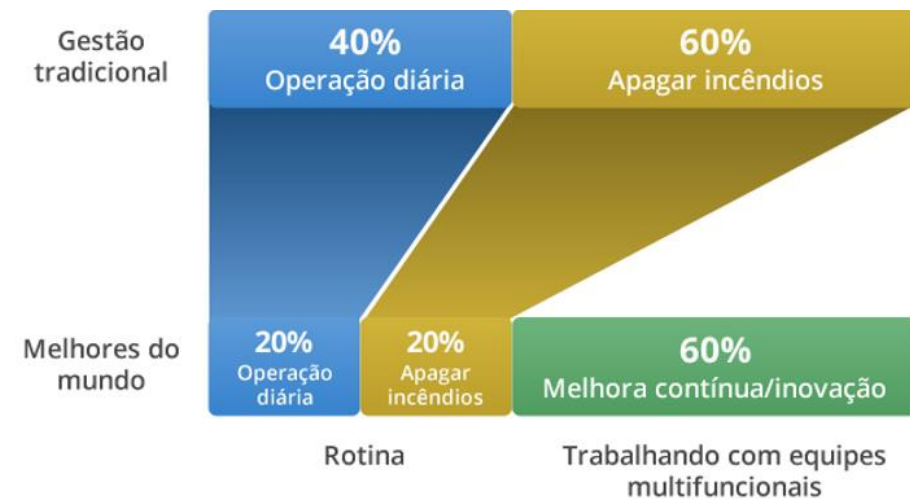 Gestão
tradicional
40%
Operação diária
60%
Apagar incêndios
Melhores do
mundo
20%
Operação
diária
20%
Apagar
incêndios
60%
Melhora contínua/inovação
Rotina
Trabalhando com equipes
multifuncionais